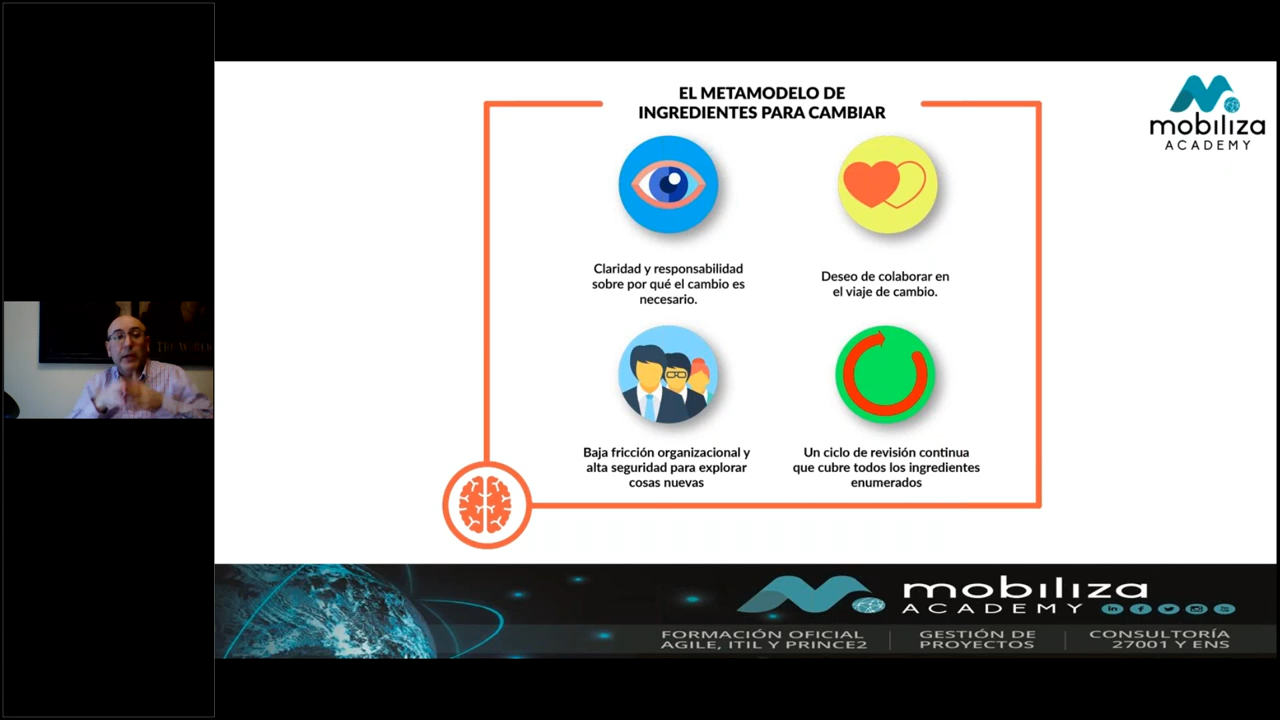 EL METAMODELO DE
INGREDIENTES PARA CAMBIAR
mobiliza
ACADEMY
Claridad y responsabilidad
sobre por qué el cambio es
necesario.
Deseo de colaborar en
el viaje de cambio.
Baja fricción organizacional y
alta seguridad para explorar
cosas nuevas
Un ciclo de revisión continua
que cubre todos los ingredientes
enumerados
mobiliza
ACADEMY
FORMACIÓN OFICIAL
AGILE, ITIL Y PRINCE2
GESTIÓN DE
PROYECTOS
CONSULTORÍA
27001 Y ENS